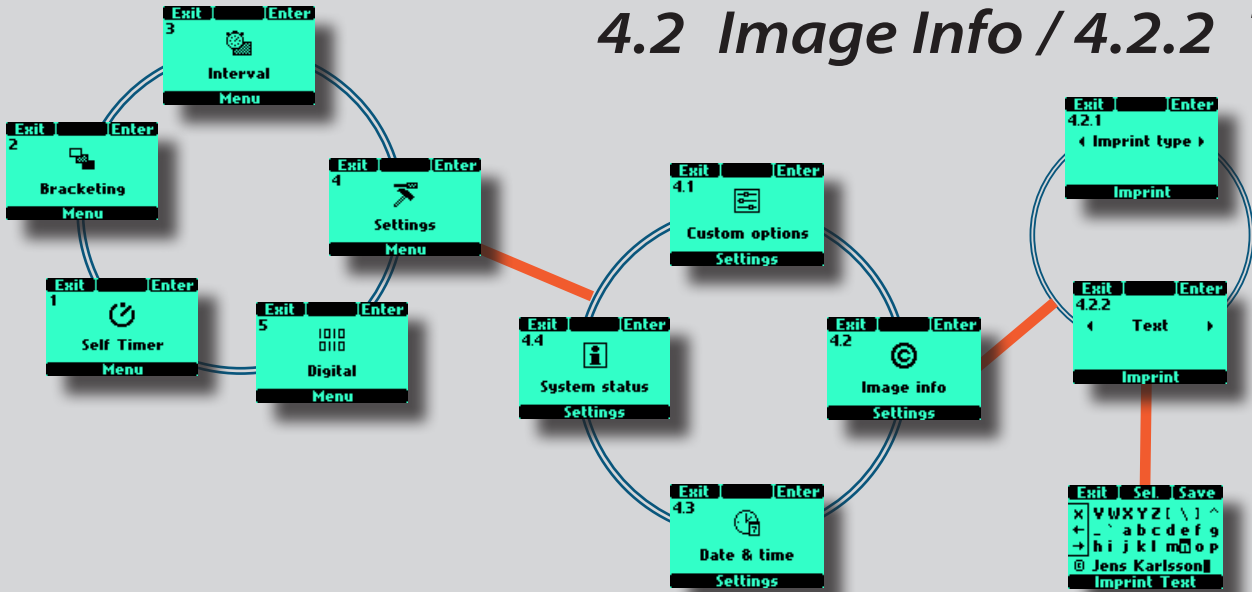 4.2 Image Info / 4.2.2
Exit Enter
3
Interval
Menu
Exit Enter
2
Bracketing
Menu
Exit Enter
4
Settings
Menu
Exit Enter
1
Self Timer
Menu
Exit Enter
5
Digital
Menu
Exit Enter
4.1
Custom options
Settings
Exit Enter
4.4
System status
Settings
Exit Enter
4.2
©
Image info
Settings
Exit Enter
4.3
Date & time
Settings
Exit Enter
4.2.1
Imprint type
Imprint
Exit Enter
4.2.2
Text
Imprint
Exit Sel. Save
X V W X Y Z [ \ ] ^
← _ ` a b c d e f g
→ h i j k l m n o p
© Jens Karlsson
Imprint Text